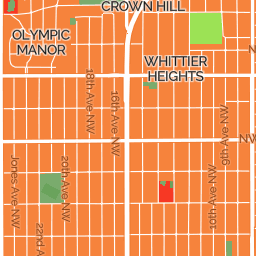 CROWN HILL
OLYMPIC
MANOR
WHITTIER
HEIGHTS
18th Ave NW
16th Ave NW
9th Ave NW
NW
Jones Ave NW
20th Ave NW
10th Ave NW
22nd A